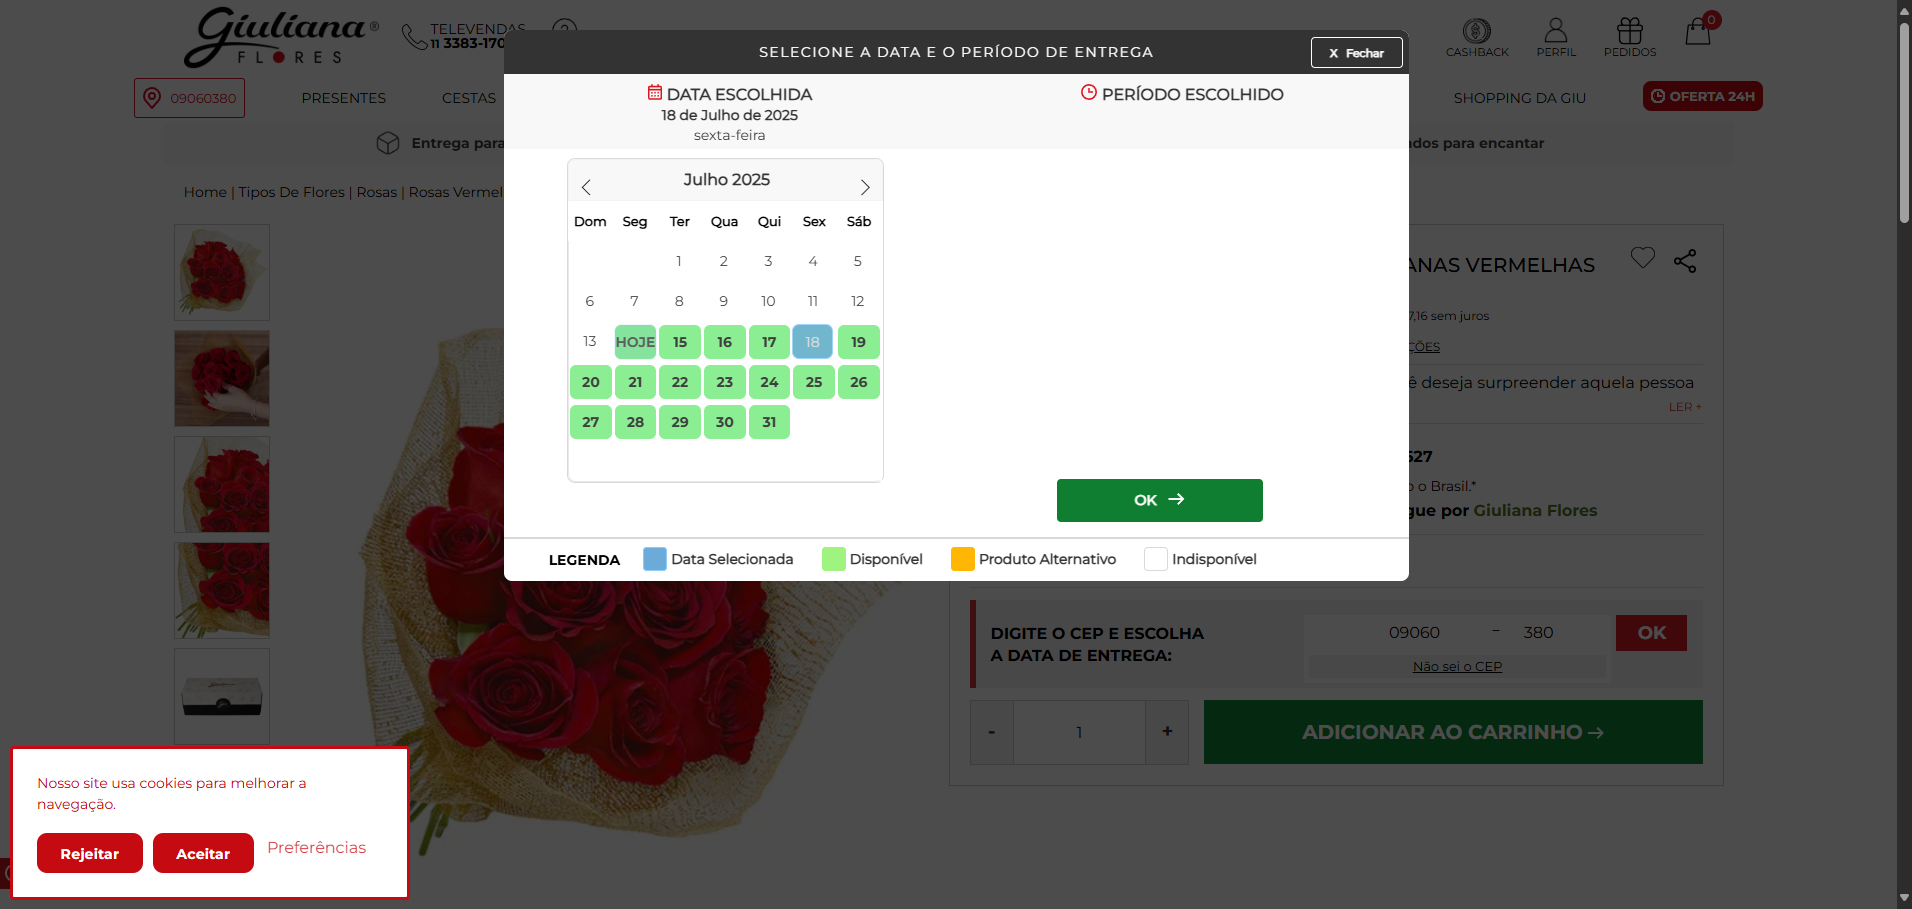 Giuliana®
FLORES
TELEVENDAS
11 3383-170
CASHBACK
PERFIL
PEDIDOS
0
09060380
PRESENTES
CESTAS
SHOPPING DA GIU
OFERTA 24H
Entrega para
dos para encantar
Home | Tipos De Flores | Rosas | Rosas Vermel
SELECIONE A DATA E O PERÍODO DE ENTREGA
X Fechar
DATA ESCOLHIDA
18 de Julho de 2025
sexta-feira
PERÍODO ESCOLHIDO
Julho 2025
Dom Seg Ter Qua Qui Sex Sáb
1 2 3 4 5
6 7 8 9 10 11 12
13 HOJE 15 16 17 18 19
20 21 22 23 24 25 26
27 28 29 30 31
OK →
LEGENDA Data Selecionada Disponível Produto Alternativo Indisponível
ANAS VERMELHAS
7,16 sem juros
ÇÕES
ê deseja surpreender aquela pessoa
LER +
527
o Brasil.*
gue por Giuliana Flores
DIGITE O CEP E ESCOLHA
A DATA DE ENTREGA:
09060 – 380
OK
Não sei o CEP
- 1 +
ADICIONAR AO CARRINHO →
Nosso site usa cookies para melhorar a
navegação.
Rejeitar
Aceitar
Preferências